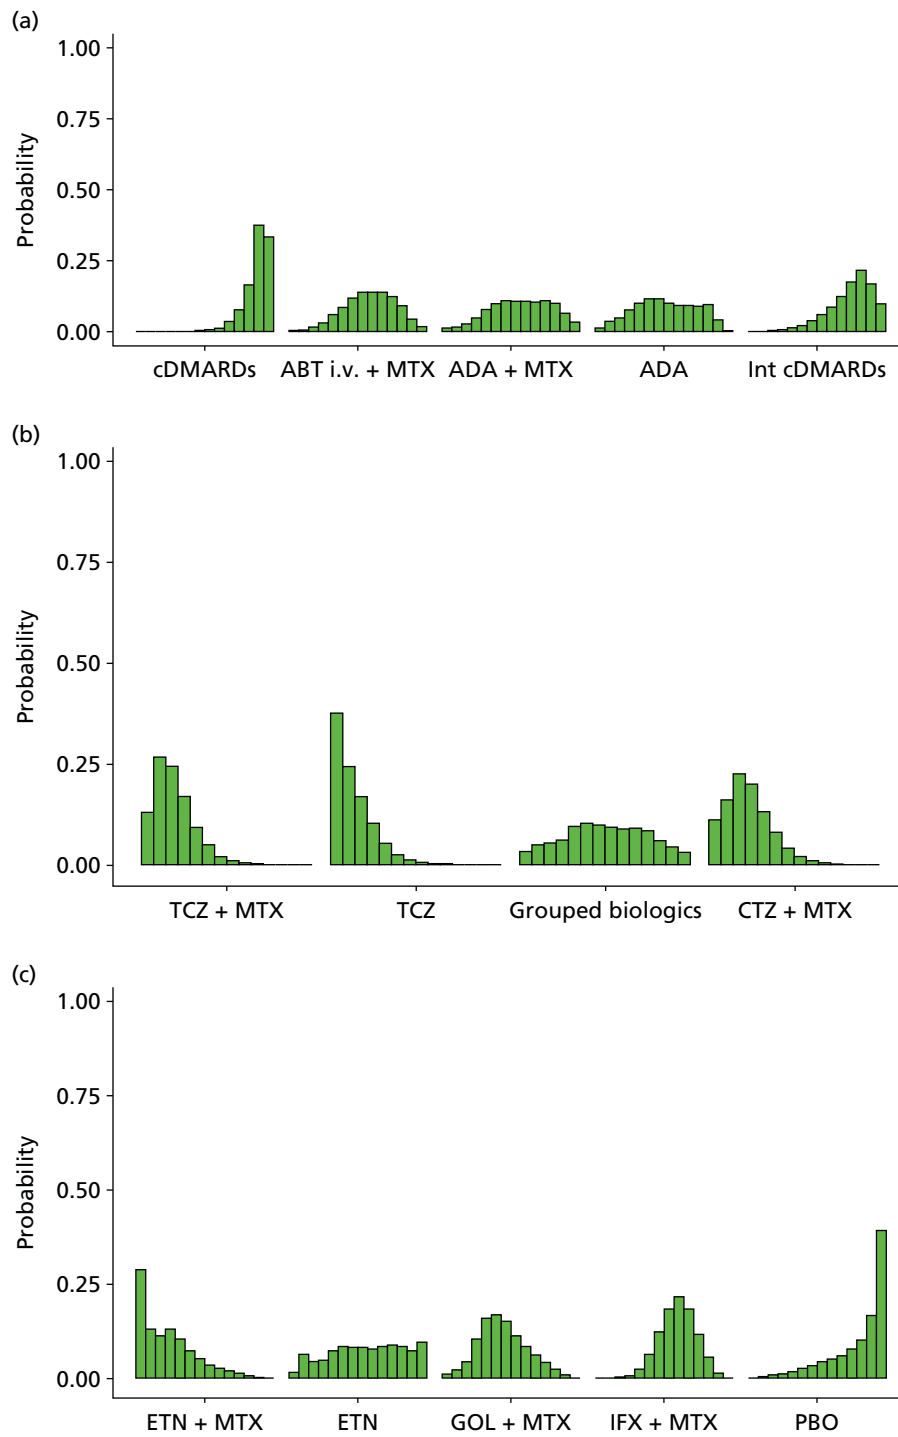 (a)
1.00
0.75
0.50
0.25
0.00
Probability
cDMARDs ABT i.v. + MTX ADA + MTX ADA Int cDMARDs
(b)
1.00
0.75
0.50
0.25
0.00
Probability
TCZ + MTX TCZ Grouped biologics CTZ + MTX
(c)
1.00
0.75
0.50
0.25
0.00
Probability
ETN + MTX ETN GOL + MTX IFX + MTX PBO